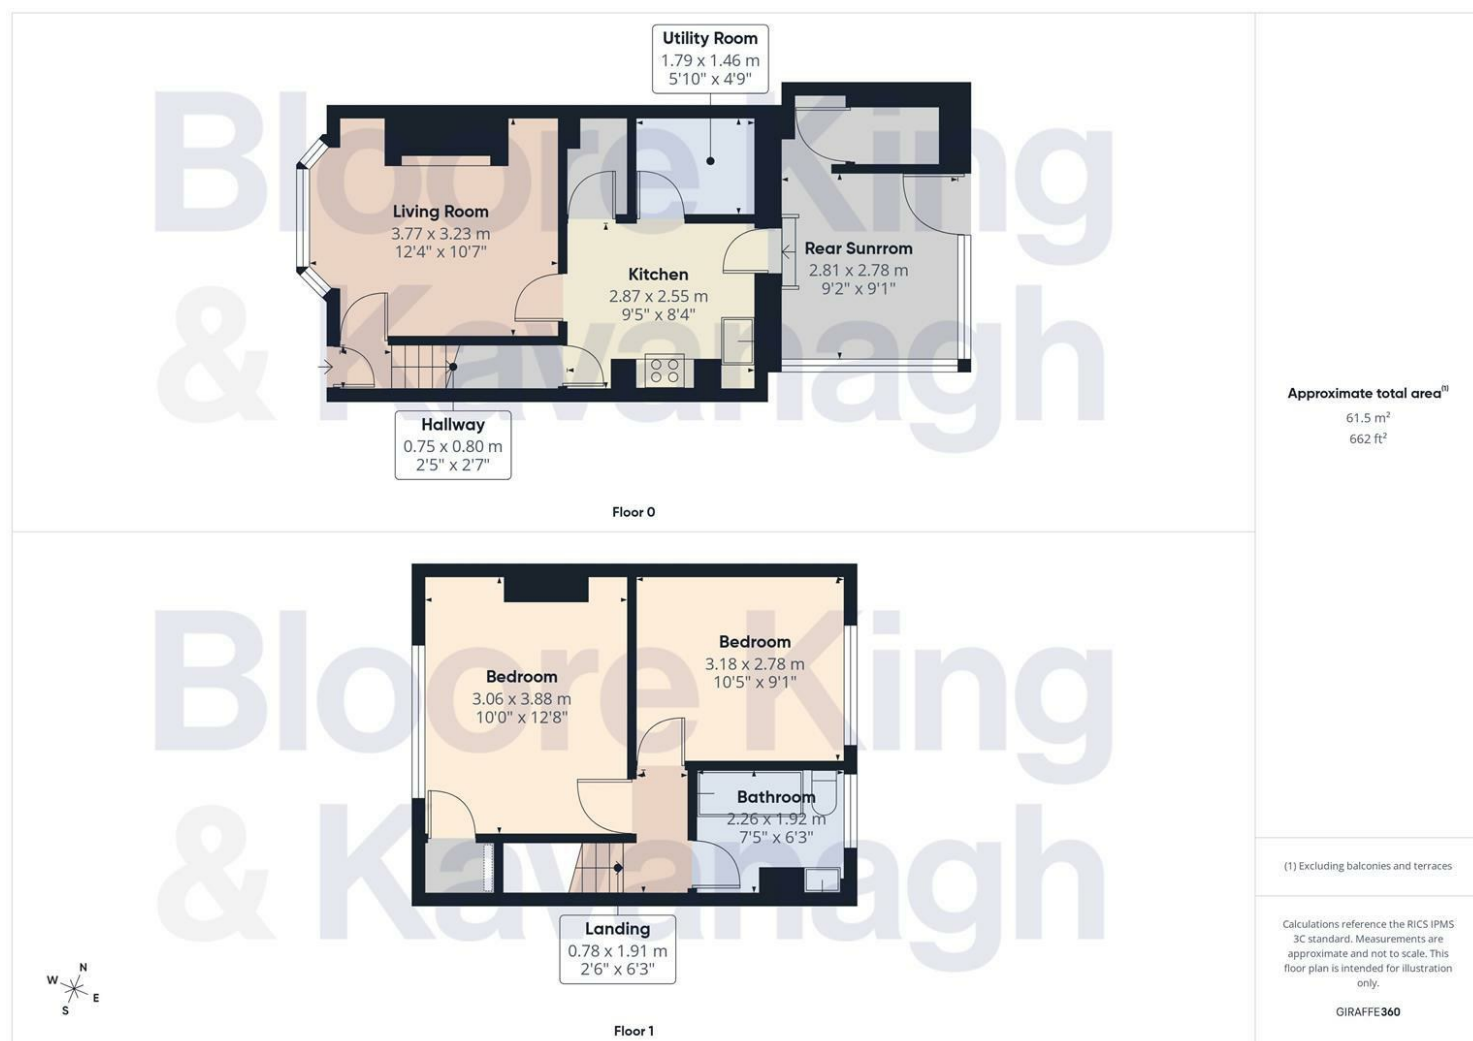 Utility Room
1.79 x 1.46 m
5'10" x 4'9"
Bloore King
& Kavanagh
Living Room
3.77 x 3.23 m
12'4" x 10'7"
Kitchen
2.87 x 2.55 m
9'5" x 8'4"
Rear Sunrrom
2.81 x 2.78 m
9'2" x 9'1"
Hallway
0.75 x 0.80 m
2'5" x 2'7"
Floor 0
Bloore King
& Kavanagh
Bedroom
3.06 x 3.88 m
10'0" x 12'8"
Bedroom
3.18 x 2.78 m
10'5" x 9'1"
Bathroom
2.26 x 1.92 m
7'5" x 6'3"
Landing
0.78 x 1.91 m
2'6" x 6'3"
N
W
E
S
Floor 1
Approximate total area(1)
61.5 m²
662 ft²
(1) Excluding balconies and terraces
Calculations reference the RICS IPMS
3C standard. Measurements are
approximate and not to scale. This
floor plan is intended for illustration
only.
GIRAFFE360